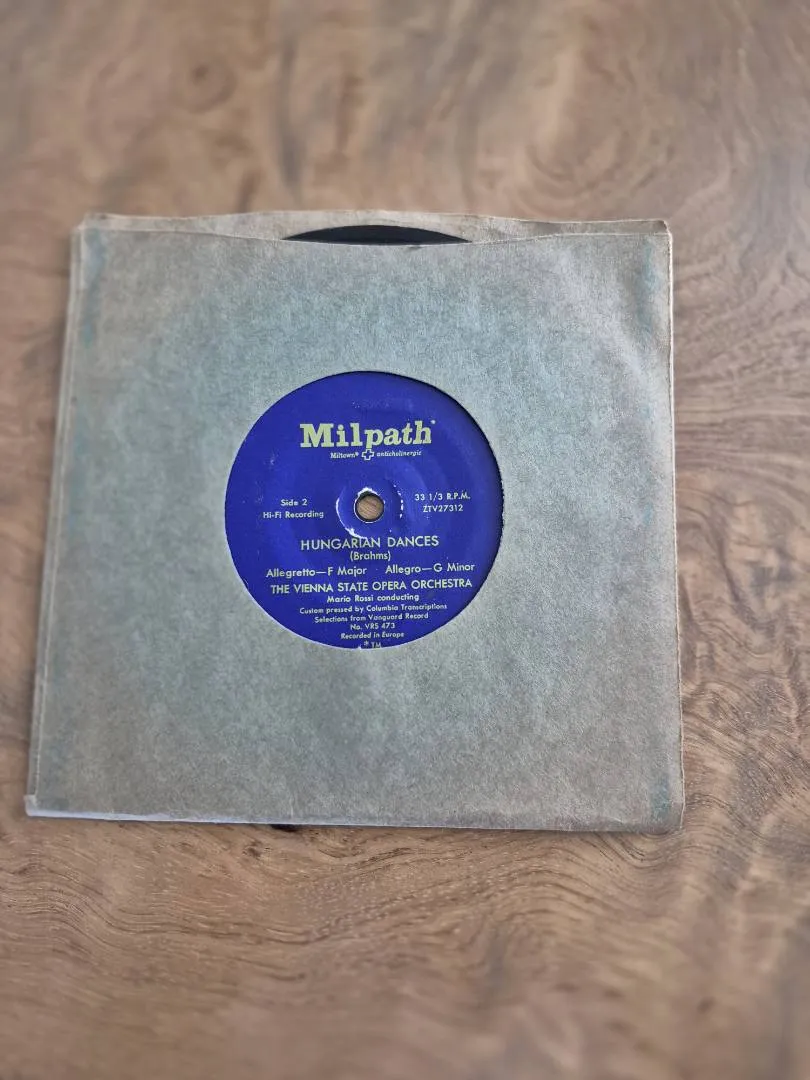 Milpath®
Miltown® ✚ anticholinergic
Side 2 33 1/3 R.P.M.
Hi-Fi Recording ZTV27312
HUNGARIAN DANCES
(Brahms)
Allegretto—F Major Allegro—G Minor
THE VIENNA STATE OPERA ORCHESTRA
Mario Rossi conducting
Custom pressed by Columbia Transcriptions
Selections from Vanguard Record
No. VRS 473
Recorded in Europe
*TM